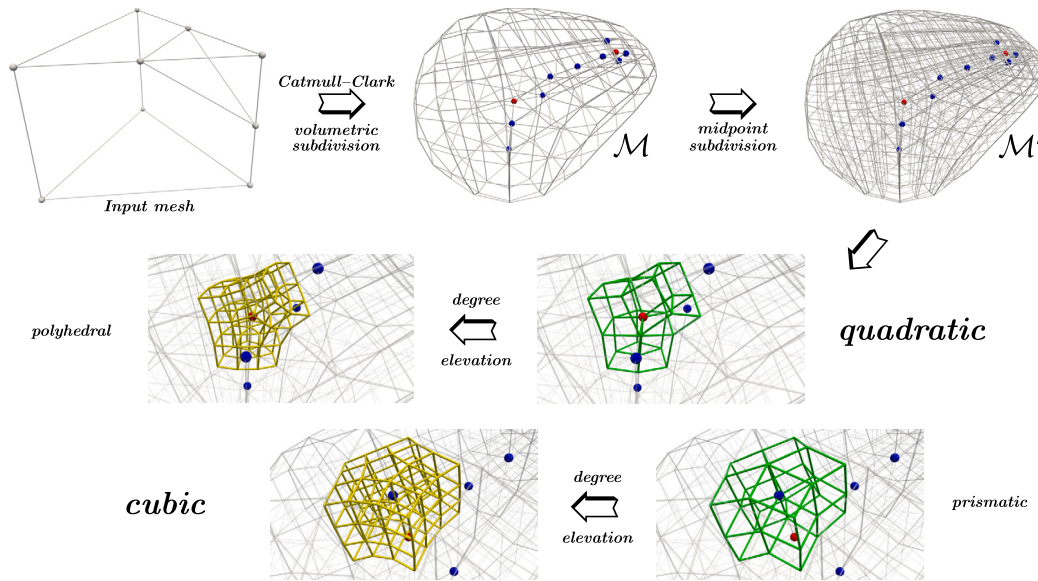 Catmull–Clark
volumetric
subdivision
midpoint
subdivision
M
M'
Input mesh
degree
elevation
polyhedral
quadratic
degree
elevation
cubic
prismatic